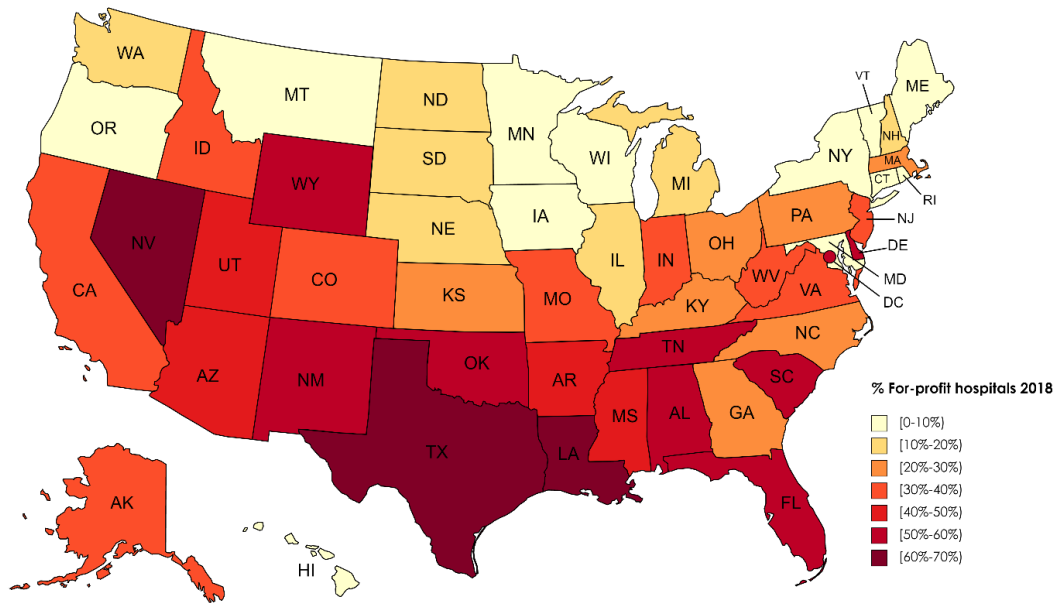 WA
MT
ND
MN
VT
ME
OR
ID
SD
WI
NY
NH
MA
WY
MI
CT
RI
IA
NE
PA
NJ
NV
IL
IN
OH
DE
UT
CO
MD
CA
KS
MO
WV
VA
DC
KY
NC
TN
AZ
NM
OK
AR
SC
MS
AL
GA
TX
LA
FL
AK
HI
% For-profit hospitals 2018
[0-10%)
[10%-20%)
[20%-30%)
[30%-40%)
[40%-50%)
[50%-60%)
[60%-70%)